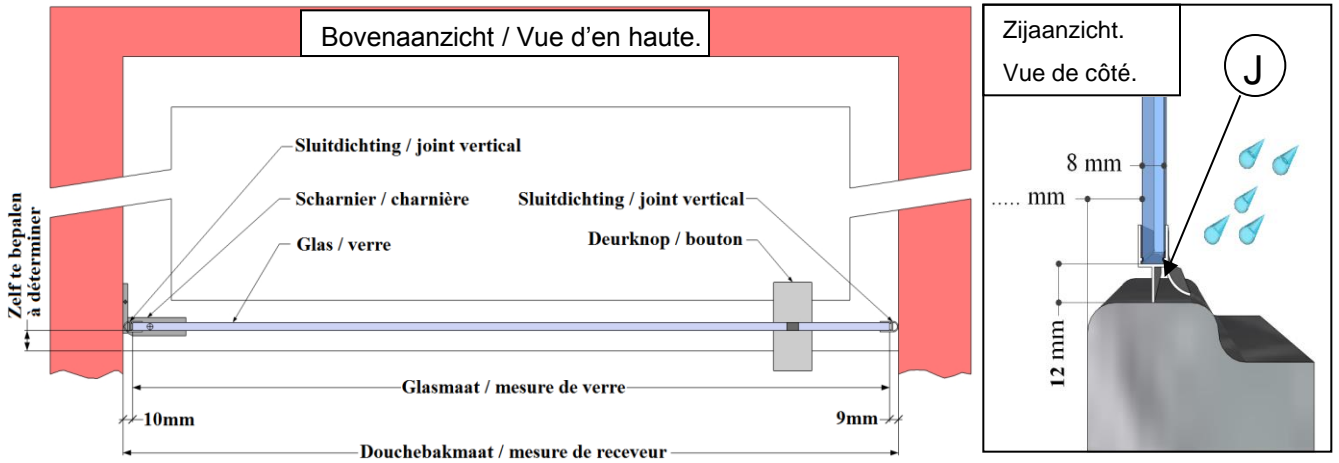 Bovenaanzicht / Vue d'en haute.
Sluitdichting / joint vertical
Scharnier / charnière
Sluitdichting / joint vertical
Glas / verre
Deurknop / bouton
Zelf te bepalen
à déterminer
Glasmaat / mesure de verre
10mm
9mm
Douchebakmaat / mesure de receveur
Zijaanzicht.
Vue de côté.
J
8 mm
..... mm
12 mm